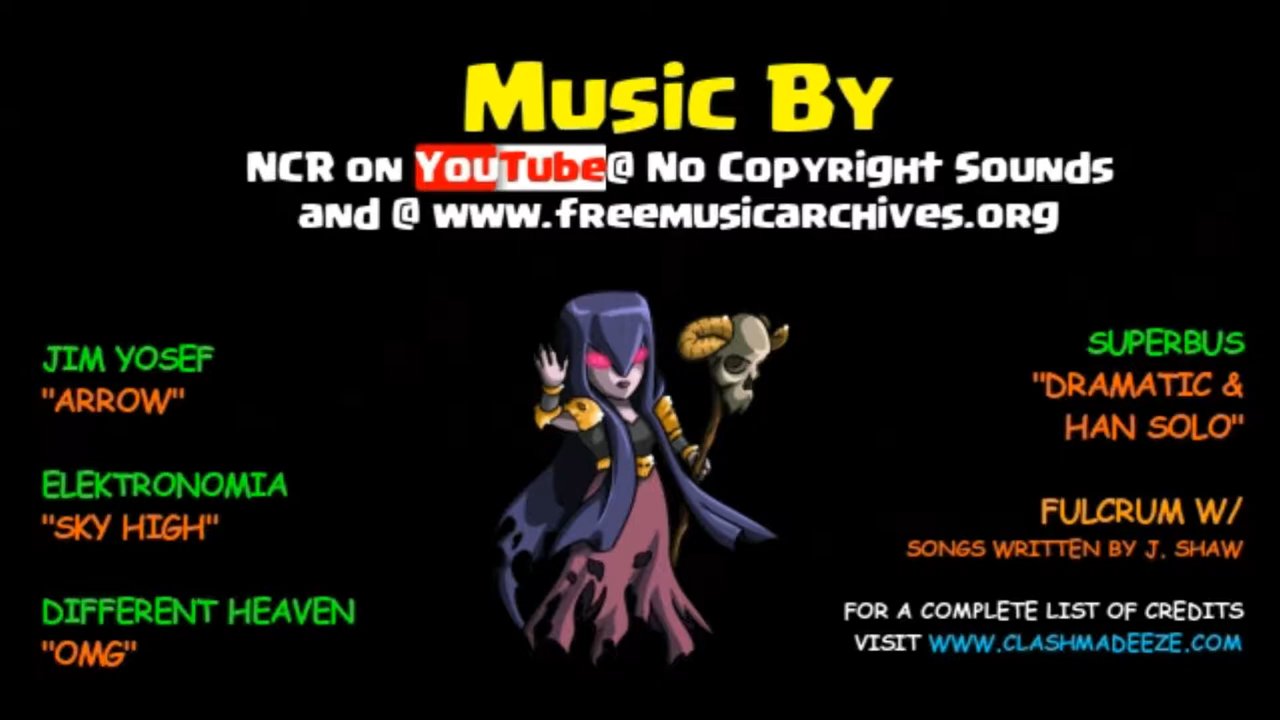 Music By
NCR on YouTube@ No Copyright Sounds
and @ www.freemusicarchives.org
JIM YOSEF
"ARROW"
ELEKTRONOMIA
"SKY HIGH"
DIFFERENT HEAVEN
"OMG"
SUPERBUS
"DRAMATIC &
HAN SOLO"
FULCRUM W/
SONGS WRITTEN BY J. SHAW
FOR A COMPLETE LIST OF CREDITS
VISIT WWW.CLASHMADEEZE.COM